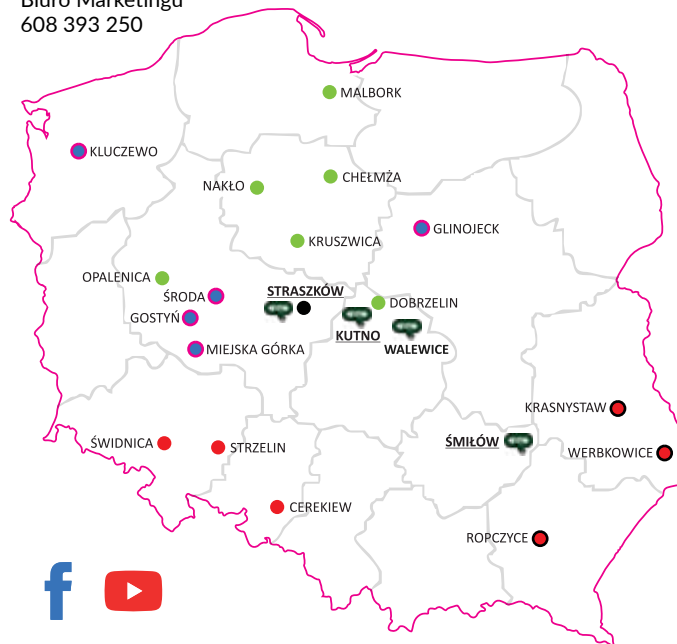 Biuro Marketingu
608 393 250
MALBORK
KLUCZEWO
CHEŁMŻA
NAKŁO
GLINOJECK
KRUSZWICA
OPALENICA
ŚRODA
STRASZKÓW
DOBRZELIN
GOSTYŃ
KUTNO
WALEWICE
MIEJSKA GÓRKA
KRASNYSTAW
ŚWIDNICA
STRZELIN
ŚMIŁÓW
WERBKOWICE
CEREKIEW
ROPCZYCE